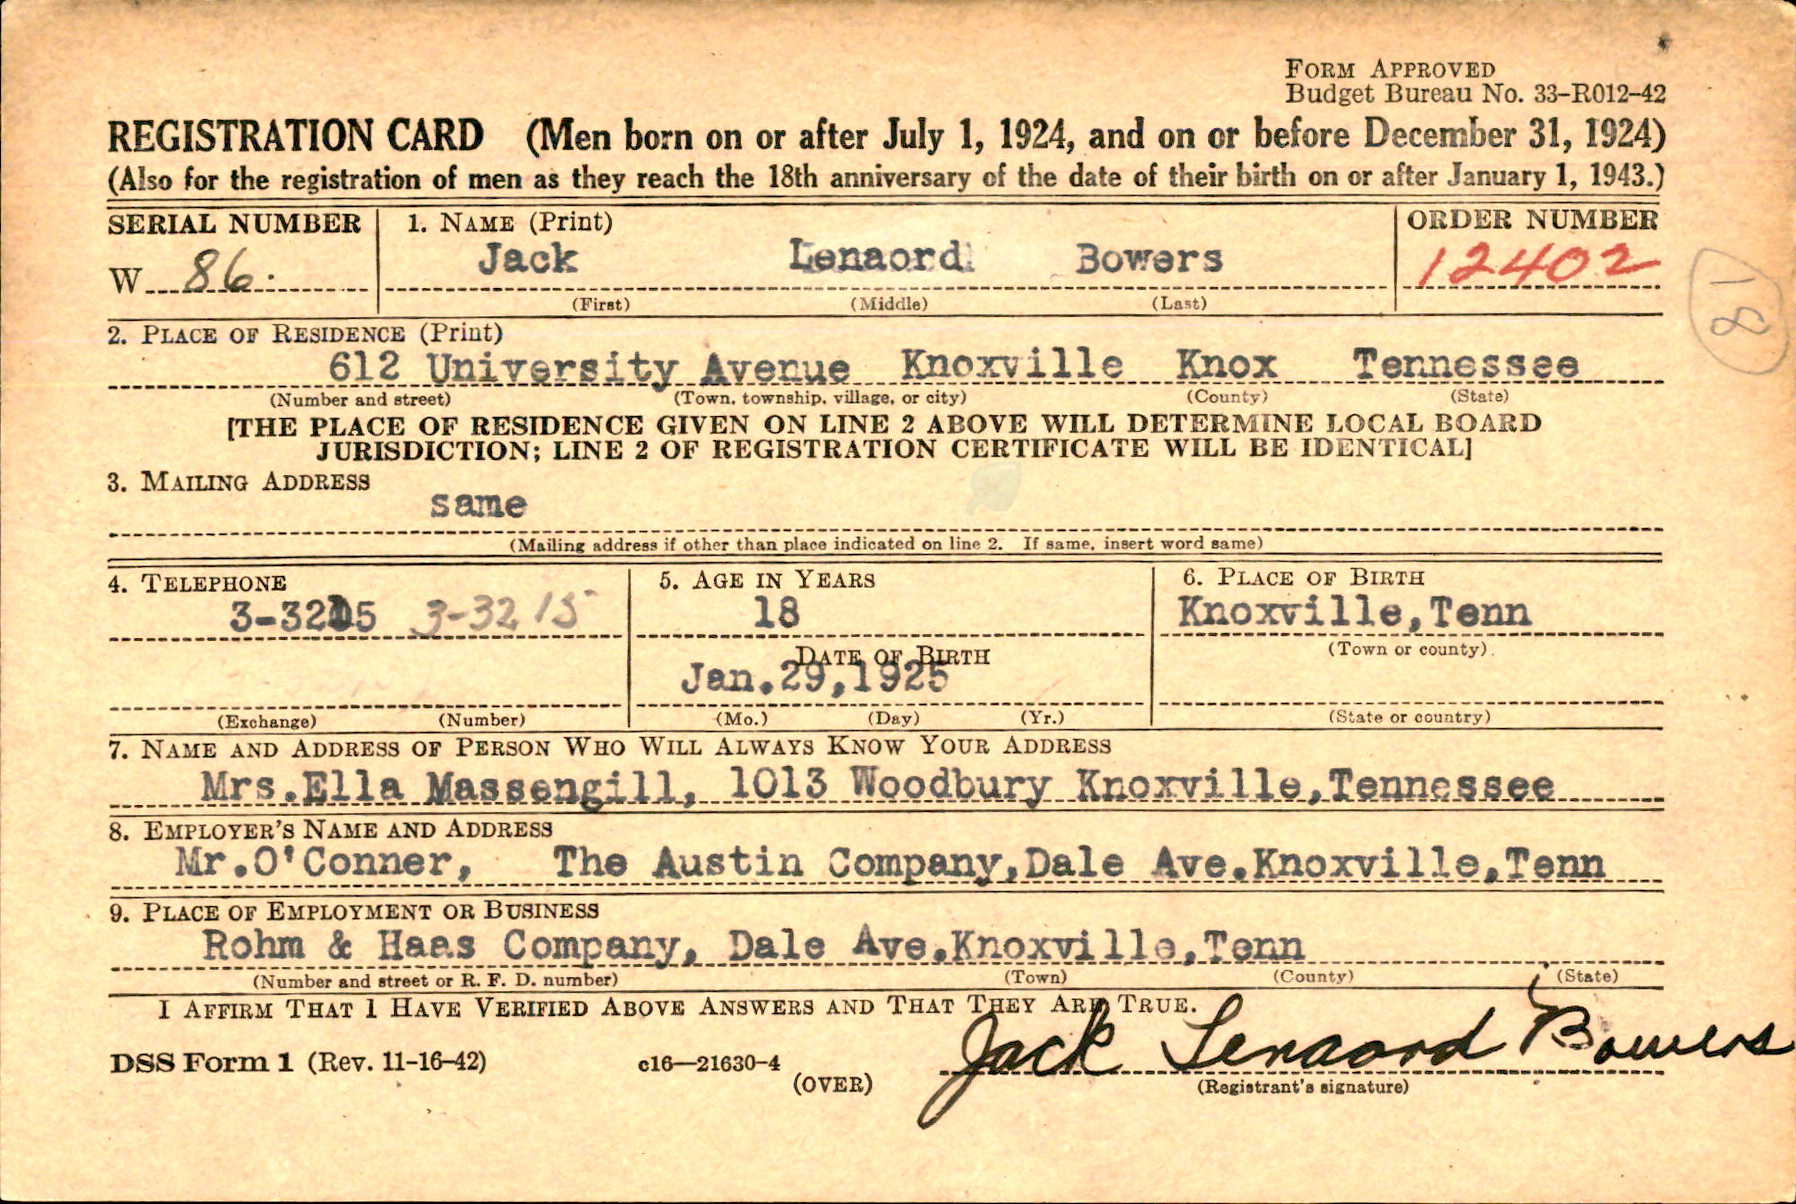 FORM APPROVED
Budget Bureau No. 33-R012-42
REGISTRATION CARD (Men born on or after July 1, 1924, and on or before December 31, 1924)
(Also for the registration of men as they reach the 18th anniversary of the date of their birth on or after January 1, 1943.)
SERIAL NUMBER 1. NAME (Print) ORDER NUMBER
W 86. Jack Lenaord Bowers 12402
(First) (Middle) (Last)
18
2. PLACE OF RESIDENCE (Print)
612 University Avenue Knoxville Knox Tennessee
(Number and street) (Town, township, village, or city) (County) (State)
[THE PLACE OF RESIDENCE GIVEN ON LINE 2 ABOVE WILL DETERMINE LOCAL BOARD
JURISDICTION; LINE 2 OF REGISTRATION CERTIFICATE WILL BE IDENTICAL]
3. MAILING ADDRESS
same
(Mailing address if other than place indicated on line 2. If same, insert word same)
4. TELEPHONE 5. AGE IN YEARS 6. PLACE OF BIRTH
3-3215 3-3215 18 Knoxville,Tenn
DATE OF BIRTH (Town or county)
Jan.29,1925
(Exchange) (Number) (Mo.) (Day) (Yr.) (State or country)
7. NAME AND ADDRESS OF PERSON WHO WILL ALWAYS KNOW YOUR ADDRESS
Mrs.Ella Massengill, 1013 Woodbury Knoxville,Tennessee
8. EMPLOYER'S NAME AND ADDRESS
Mr.O'Conner, The Austin Company,Dale Ave.Knoxville,Tenn
9. PLACE OF EMPLOYMENT OR BUSINESS
Rohm & Haas Company, Dale Ave.Knoxville,Tenn
(Number and street or R. F. D. number) (Town) (County) (State)
I AFFIRM THAT I HAVE VERIFIED ABOVE ANSWERS AND THAT THEY ARE TRUE.
DSS Form 1 (Rev. 11-16-42) c16—21630-4 Jack Lenaord Bowers
(OVER) (Registrant's signature)